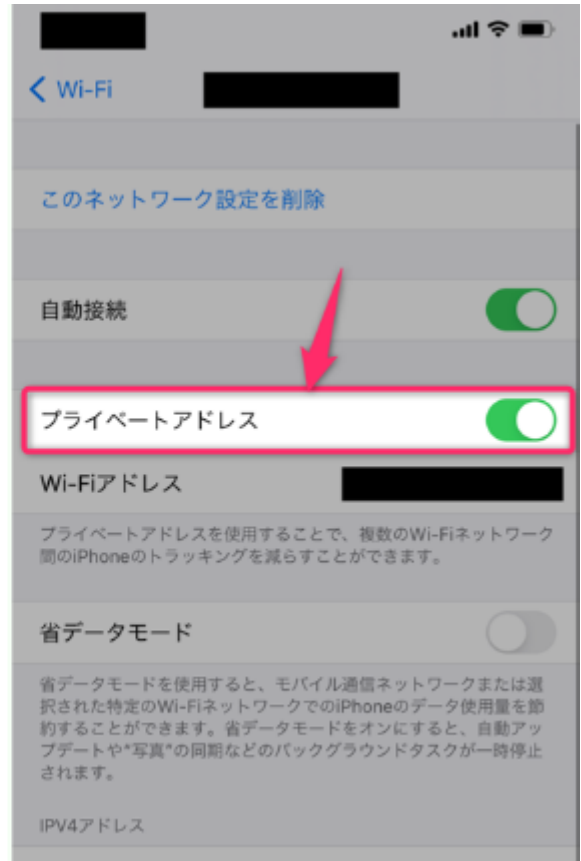 Wi-Fi
このネットワーク設定を削除
自動接続
プライベートアドレス
Wi-Fiアドレス
プライベートアドレスを使用することで、複数のWi-Fiネットワーク
間のiPhoneのトラッキングを減らすことができます。
省データモード
省データモードを使用すると、モバイル通信ネットワークまたは選
択された特定のWi-FiネットワークでのiPhoneのデータ使用量を節
約することができます。省データモードをオンにすると、自動アッ
プデートや"写真"の同期などのバックグラウンドタスクが一時停止
されます。
IPV4アドレス